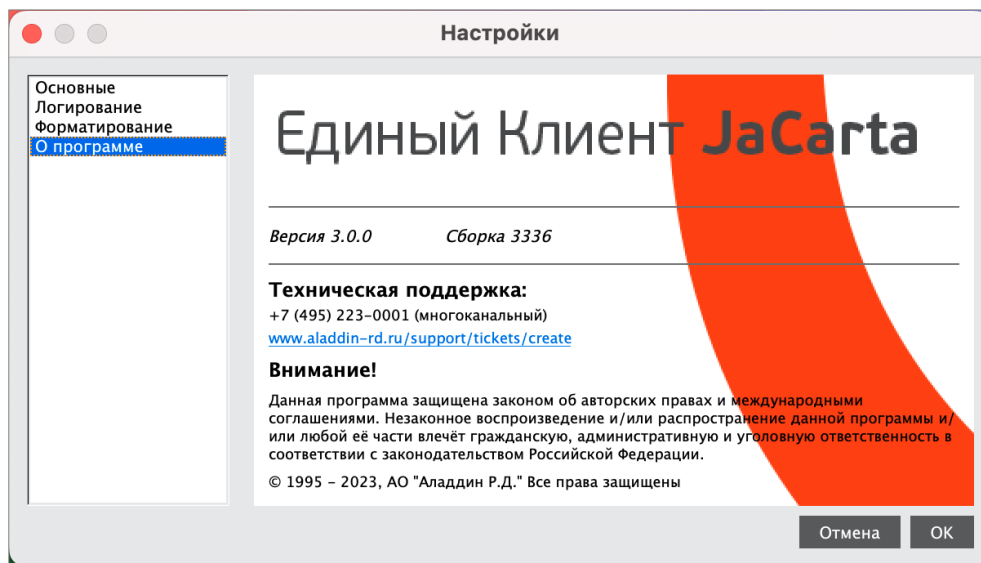 Настройки
Основные
Логирование
Форматирование
О программе
Единый Клиент JaCarta
Версия 3.0.0 Сборка 3336
Техническая поддержка:
+7 (495) 223-0001 (многоканальный)
www.aladdin-rd.ru/support/tickets/create
Внимание!
Данная программа защищена законом об авторских правах и международными
соглашениями. Незаконное воспроизведение и/или распространение данной программы и/
или любой её части влечёт гражданскую, административную и уголовную ответственность в
соответствии с законодательством Российской Федерации.
© 1995 - 2023, АО "Аладдин Р.Д." Все права защищены
Отмена OK